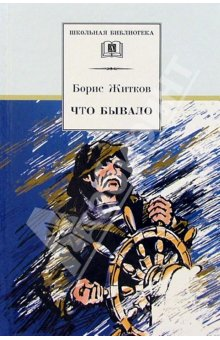 ШКОЛЬНАЯ БИБЛИОТЕКА
Борис Житков
ЧТО БЫВАЛО